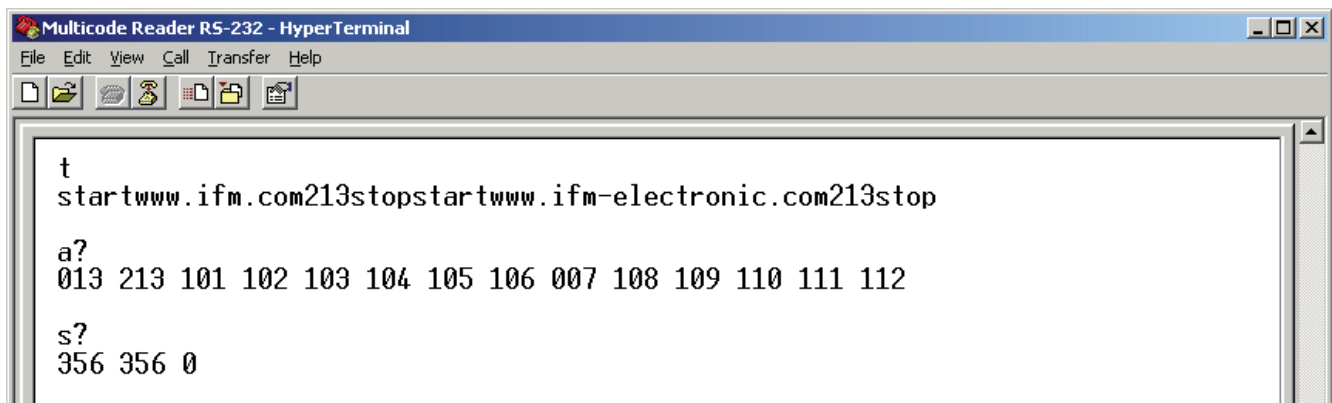 Multicode Reader RS-232 - HyperTerminal
File Edit View Call Transfer Help
t
startwww.ifm.com213stopstartwww.ifm-electronic.com213stop
a?
013 213 101 102 103 104 105 106 007 108 109 110 111 112
s?
356 356 0